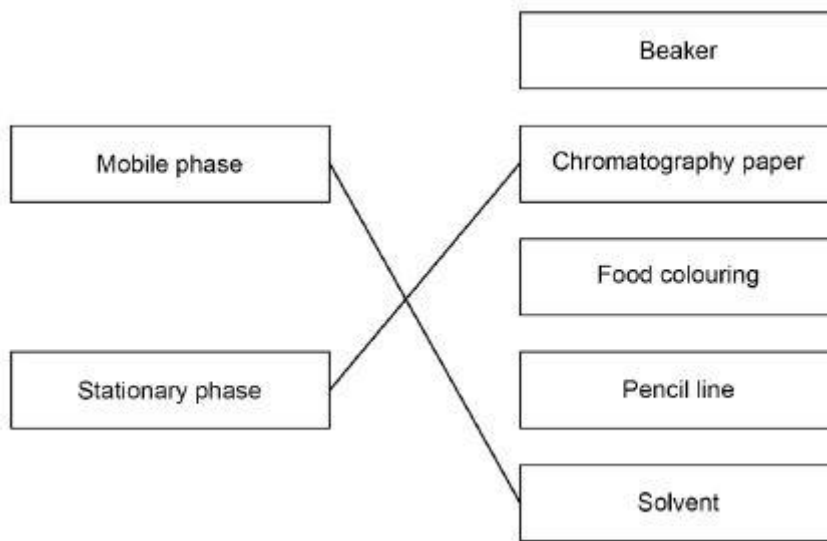 Beaker
Mobile phase
Chromatography paper
Food colouring
Stationary phase
Pencil line
Solvent